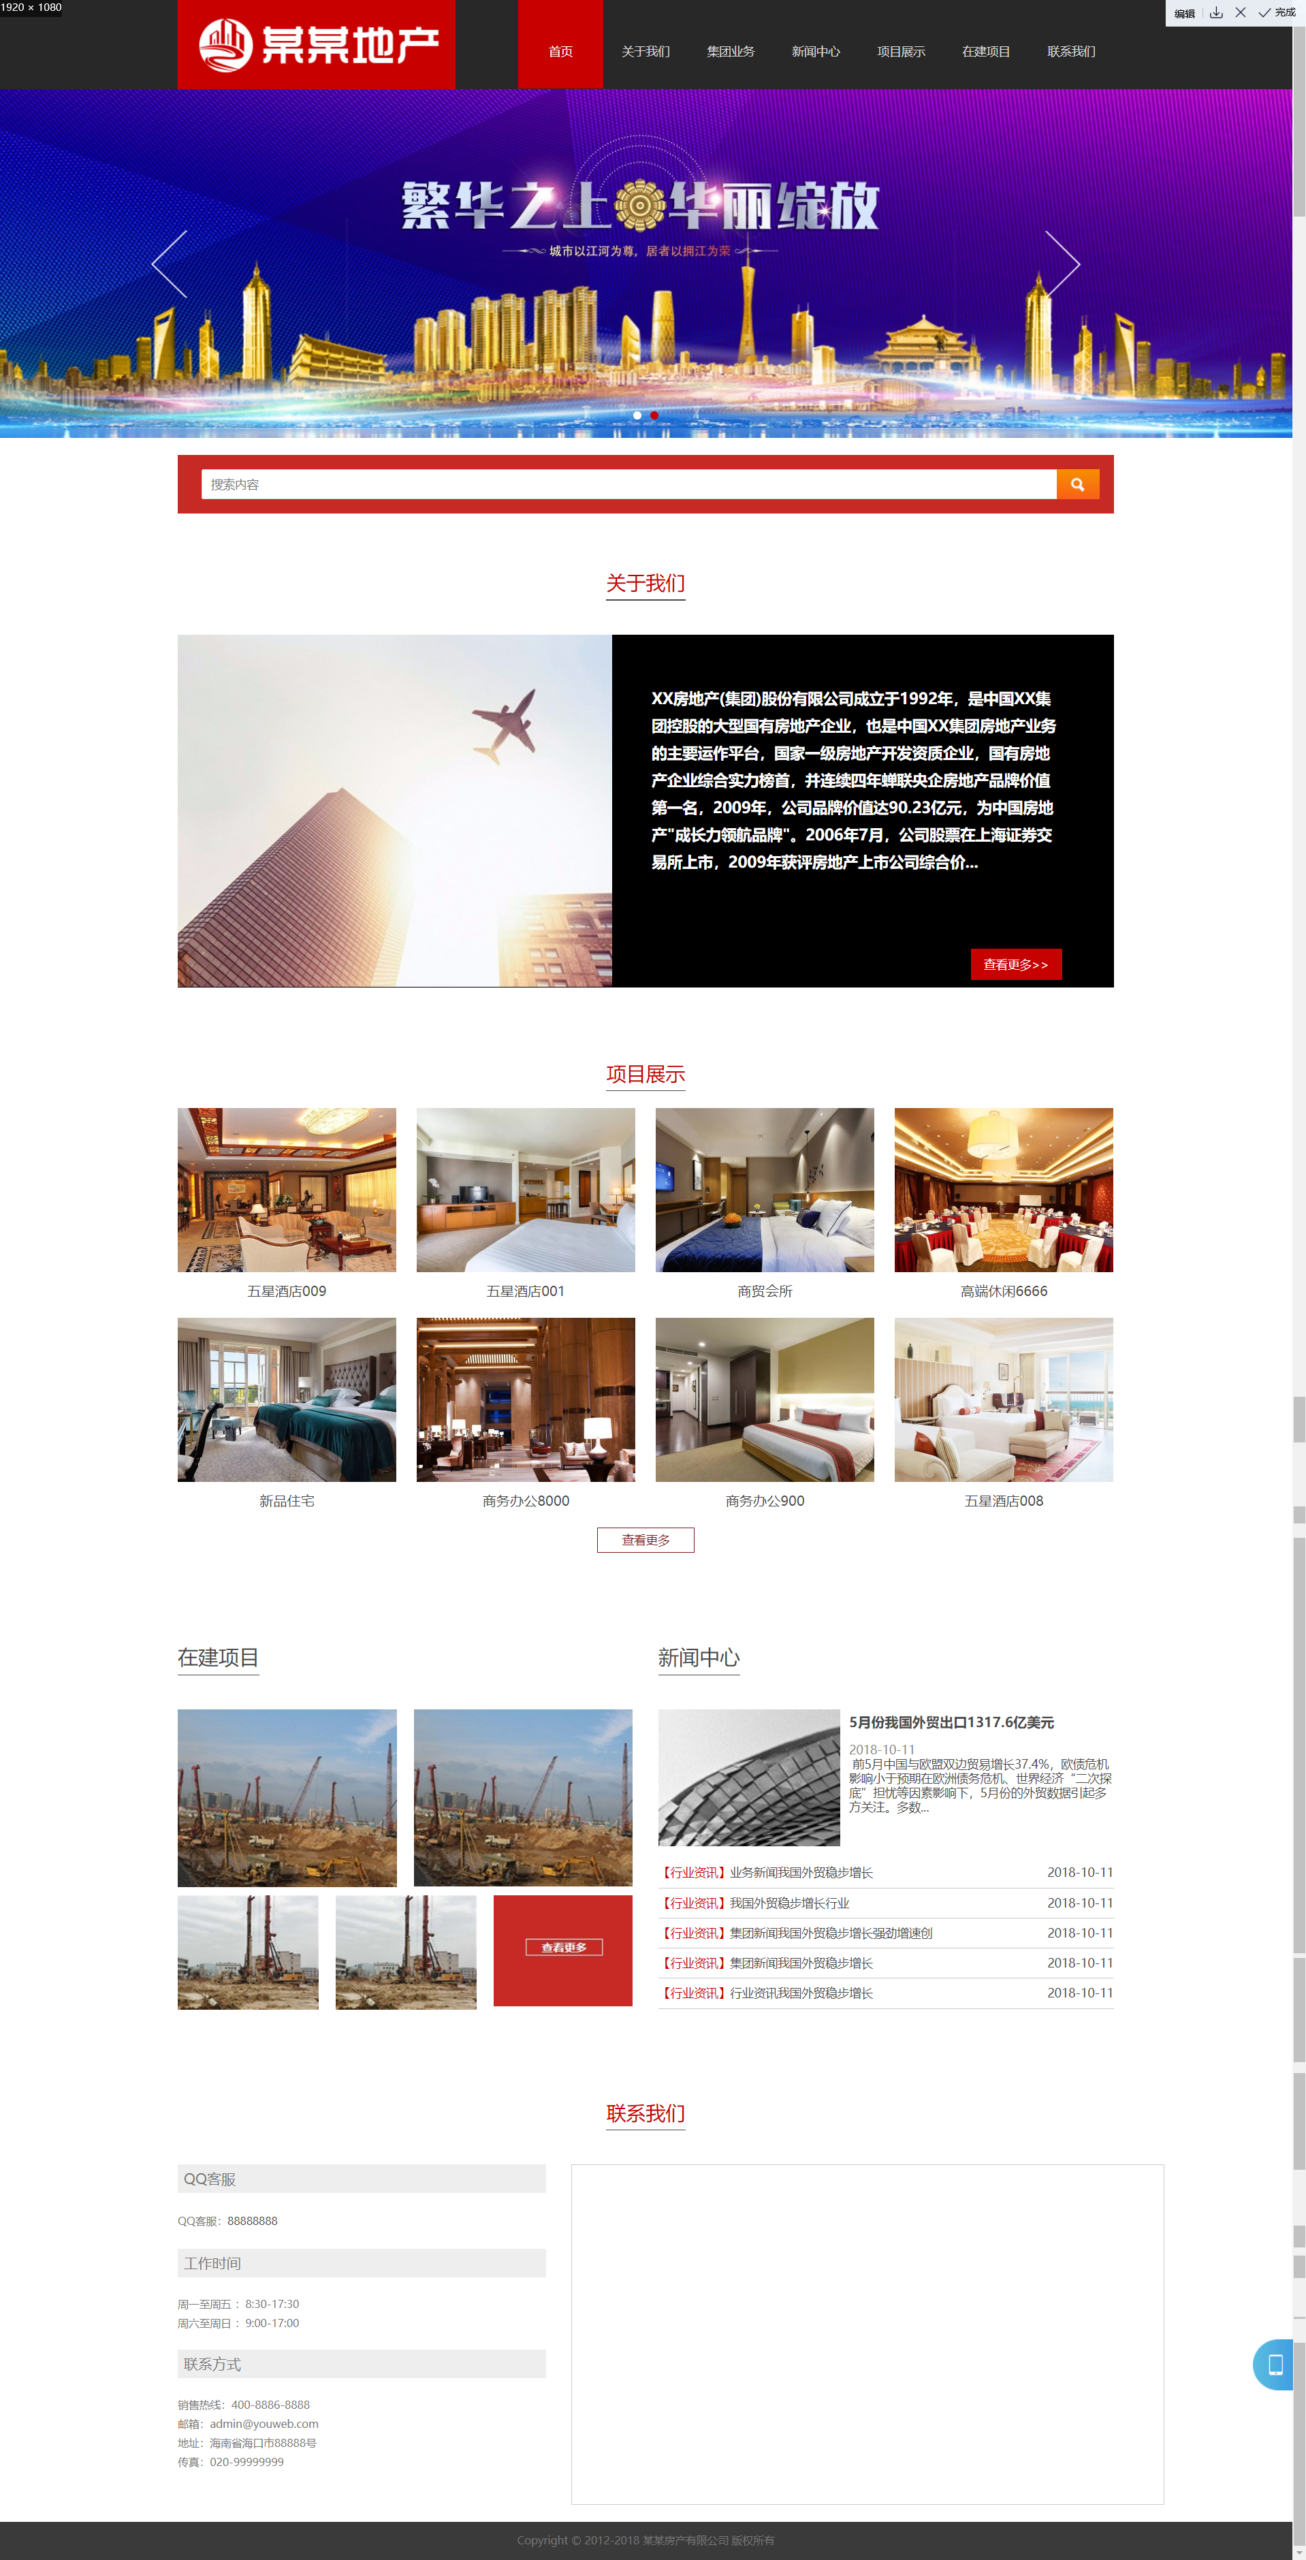 1920 × 1080
编辑
完成
某某地产
首页
关于我们
集团业务
新闻中心
项目展示
在建项目
联系我们
繁华之上 华丽绽放
城市以江河为尊，居者以拥江为荣
搜索内容
关于我们
XX房地产(集团)股份有限公司成立于1992年，是中国XX集
团控股的大型国有房地产企业，也是中国XX集团房地产业务
的主要运作平台，国家一级房地产开发资质企业，国有房地
产企业综合实力榜首，并连续四年蝉联央企房地产品牌价值
第一名，2009年，公司品牌价值达90.23亿元，为中国房地
产"成长力领航品牌"。2006年7月，公司股票在上海证券交
易所上市，2009年获评房地产上市公司综合价...
查看更多>>
项目展示
五星酒店009
五星酒店001
商贸会所
高端休闲6666
新品住宅
商务办公8000
商务办公900
五星酒店008
查看更多
在建项目
查看更多
新闻中心
5月份我国外贸出口1317.6亿美元
2018-10-11
前5月中国与欧盟双边贸易增长37.4%，欧债危机
影响小于预期在欧洲债务危机、世界经济“二次探
底”担忧等因素影响下，5月份的外贸数据引起多
方关注。多数...
【行业资讯】业务新闻我国外贸稳步增长 2018-10-11
【行业资讯】我国外贸稳步增长行业 2018-10-11
【行业资讯】集团新闻我国外贸稳步增长强劲增速创 2018-10-11
【行业资讯】集团新闻我国外贸稳步增长 2018-10-11
【行业资讯】行业资讯我国外贸稳步增长 2018-10-11
联系我们
QQ客服
QQ客服：88888888
工作时间
周一至周五 ：8:30-17:30
周六至周日 ：9:00-17:00
联系方式
销售热线：400-8886-8888
邮箱：admin@youweb.com
地址：海南省海口市88888号
传真：020-99999999
Copyright © 2012-2018 某某房产有限公司 版权所有